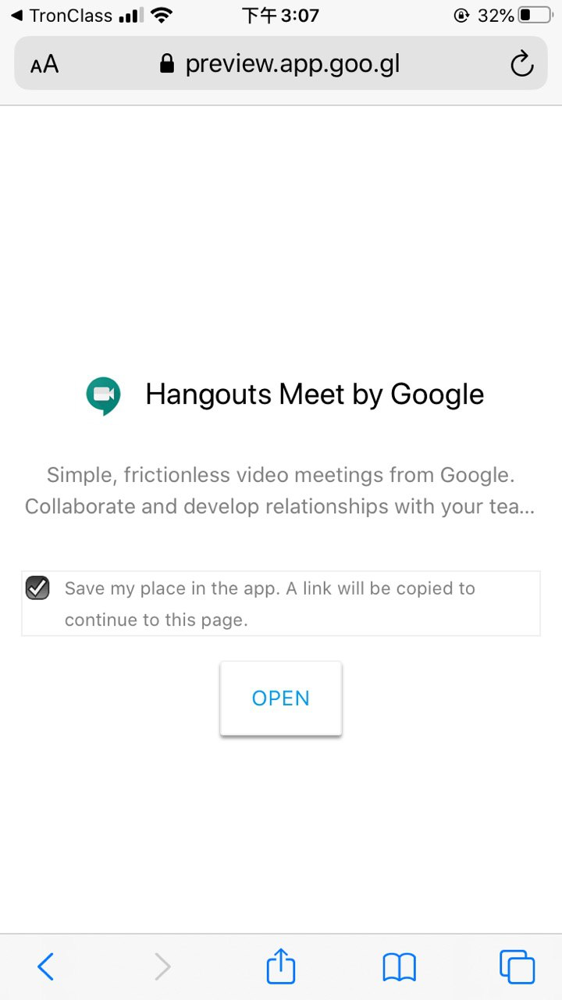 TronClass 下午3:07 32%
AA preview.app.goo.gl
Hangouts Meet by Google
Simple, frictionless video meetings from Google.
Collaborate and develop relationships with your tea...
Save my place in the app. A link will be copied to
continue to this page.
OPEN